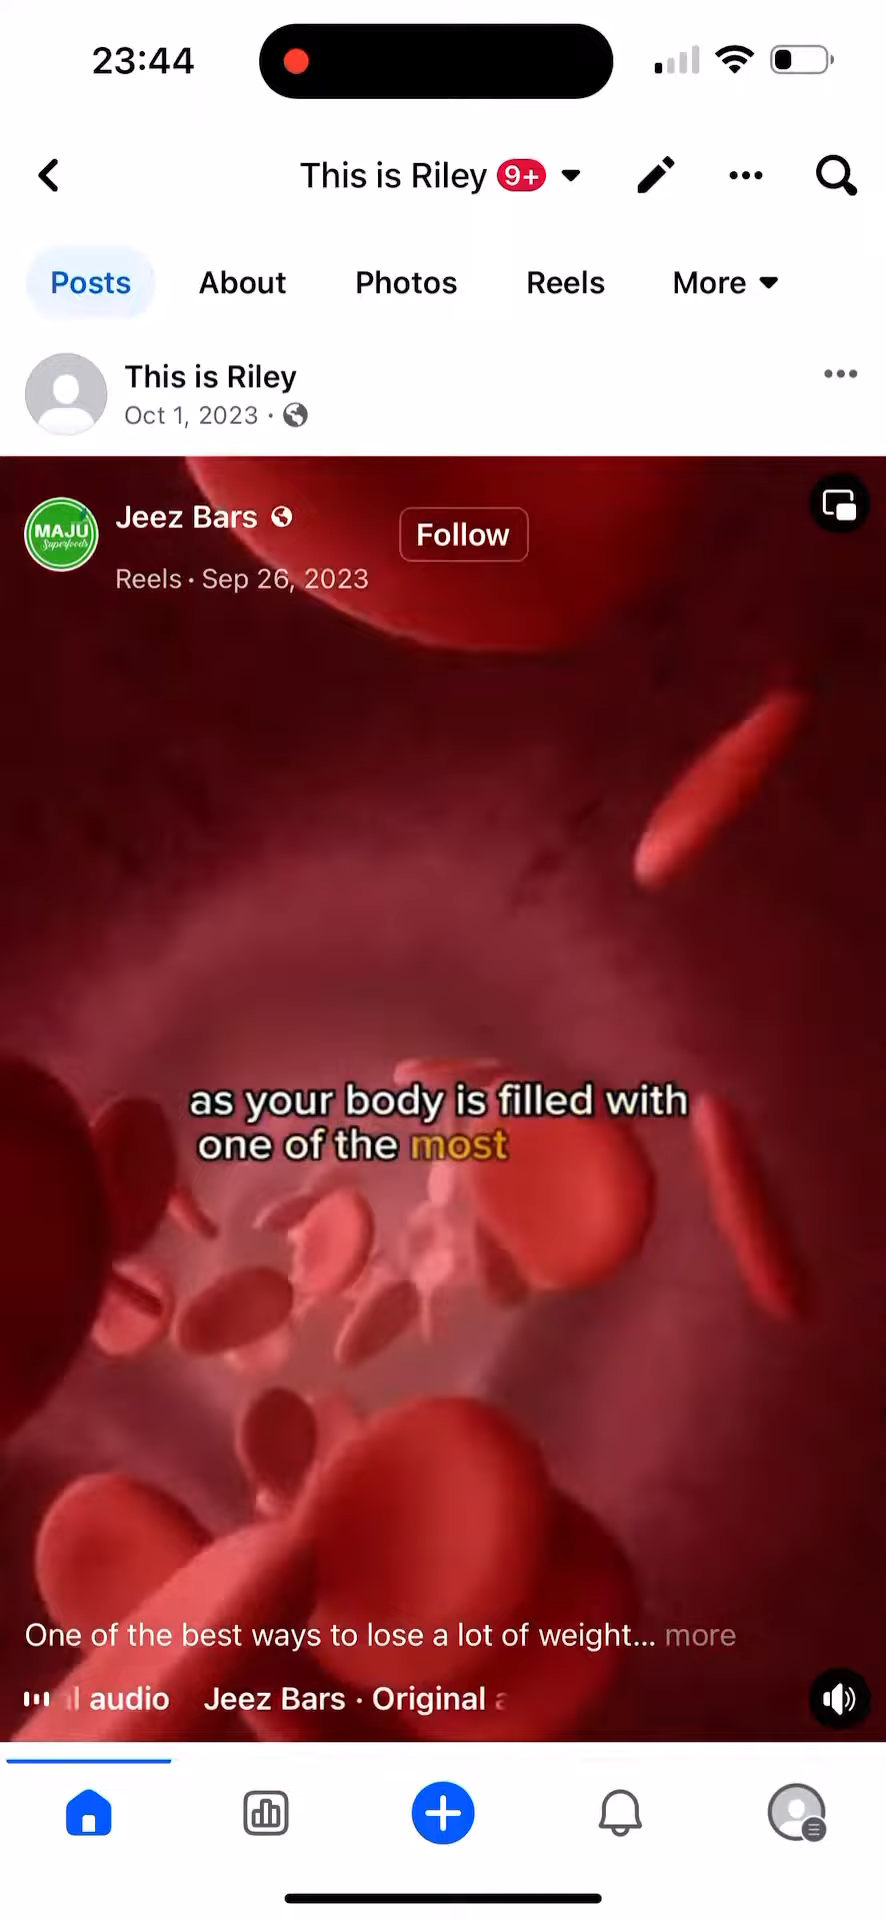 23:44
This is Riley 9+
Posts About Photos Reels More
This is Riley
Oct 1, 2023 ·
MAJU
Superfoods
Jeez Bars
Follow
Reels · Sep 26, 2023
as your body is filled with
one of the most
One of the best ways to lose a lot of weight... more
l audio Jeez Bars · Original